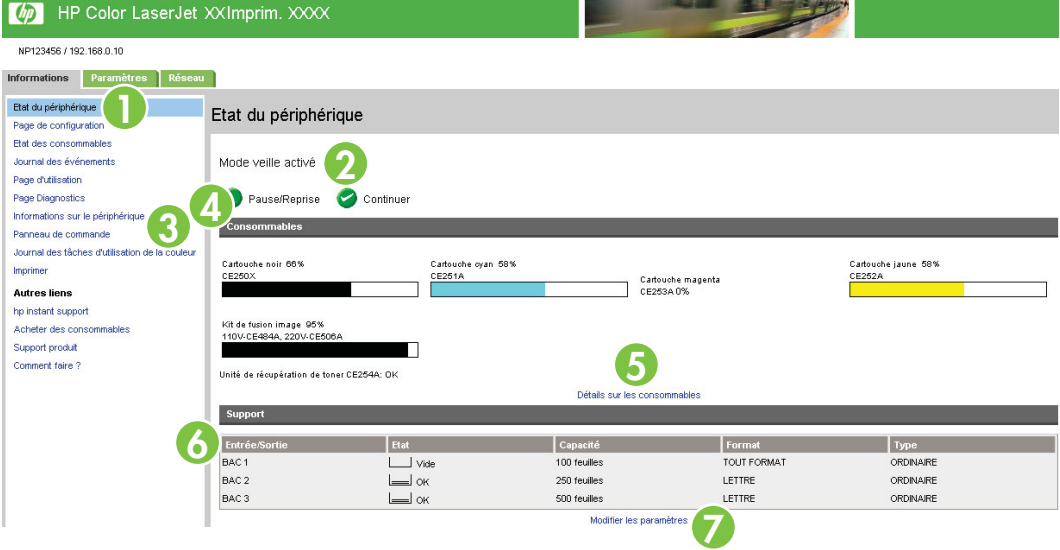 hp HP Color LaserJet XXImprim. XXXX
NP123456 / 192.168.0.10
Informations Paramètres Réseau
Etat du périphérique 1
Page de configuration
Etat des consommables
Journal des événements
Page d'utilisation
Page Diagnostics
Informations sur le périphérique
3
Panneau de commande
Journal des tâches d'utilisation de la couleur
Imprimer
Autres liens
hp instant support
Acheter des consommables
Support produit
Comment faire ?
Etat du périphérique
Mode veille activé 2
4 Pause/Reprise Continuer
Consommables
Cartouche noir 66%
CE250X
Cartouche cyan 58%
CE251A
Cartouche magenta
CE253A 0%
Cartouche jaune 58%
CE252A
Kit de fusion image 95%
110V-CE484A, 220V-CE506A
Unité de récupération de toner CE254A: OK
5
Détails sur les consommables
Support
6
Entrée/Sortie Etat Capacité Format Type
BAC 1 Vide 100 feuilles TOUT FORMAT ORDINAIRE
BAC 2 OK 250 feuilles LETTRE ORDINAIRE
BAC 3 OK 500 feuilles LETTRE ORDINAIRE
Modifier les paramètres 7